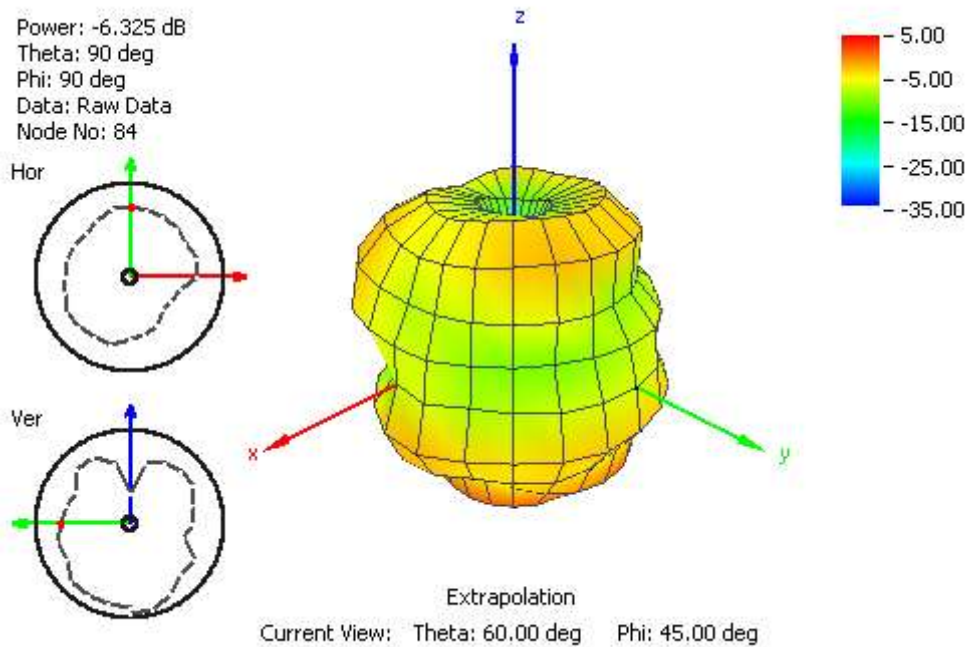 Power: -6.325 dB
Theta: 90 deg
Phi: 90 deg
Data: Raw Data
Node No: 84
Hor
Ver
z
x
y
5.00
-5.00
-15.00
-25.00
-35.00
Extrapolation
Current View: Theta: 60.00 deg Phi: 45.00 deg